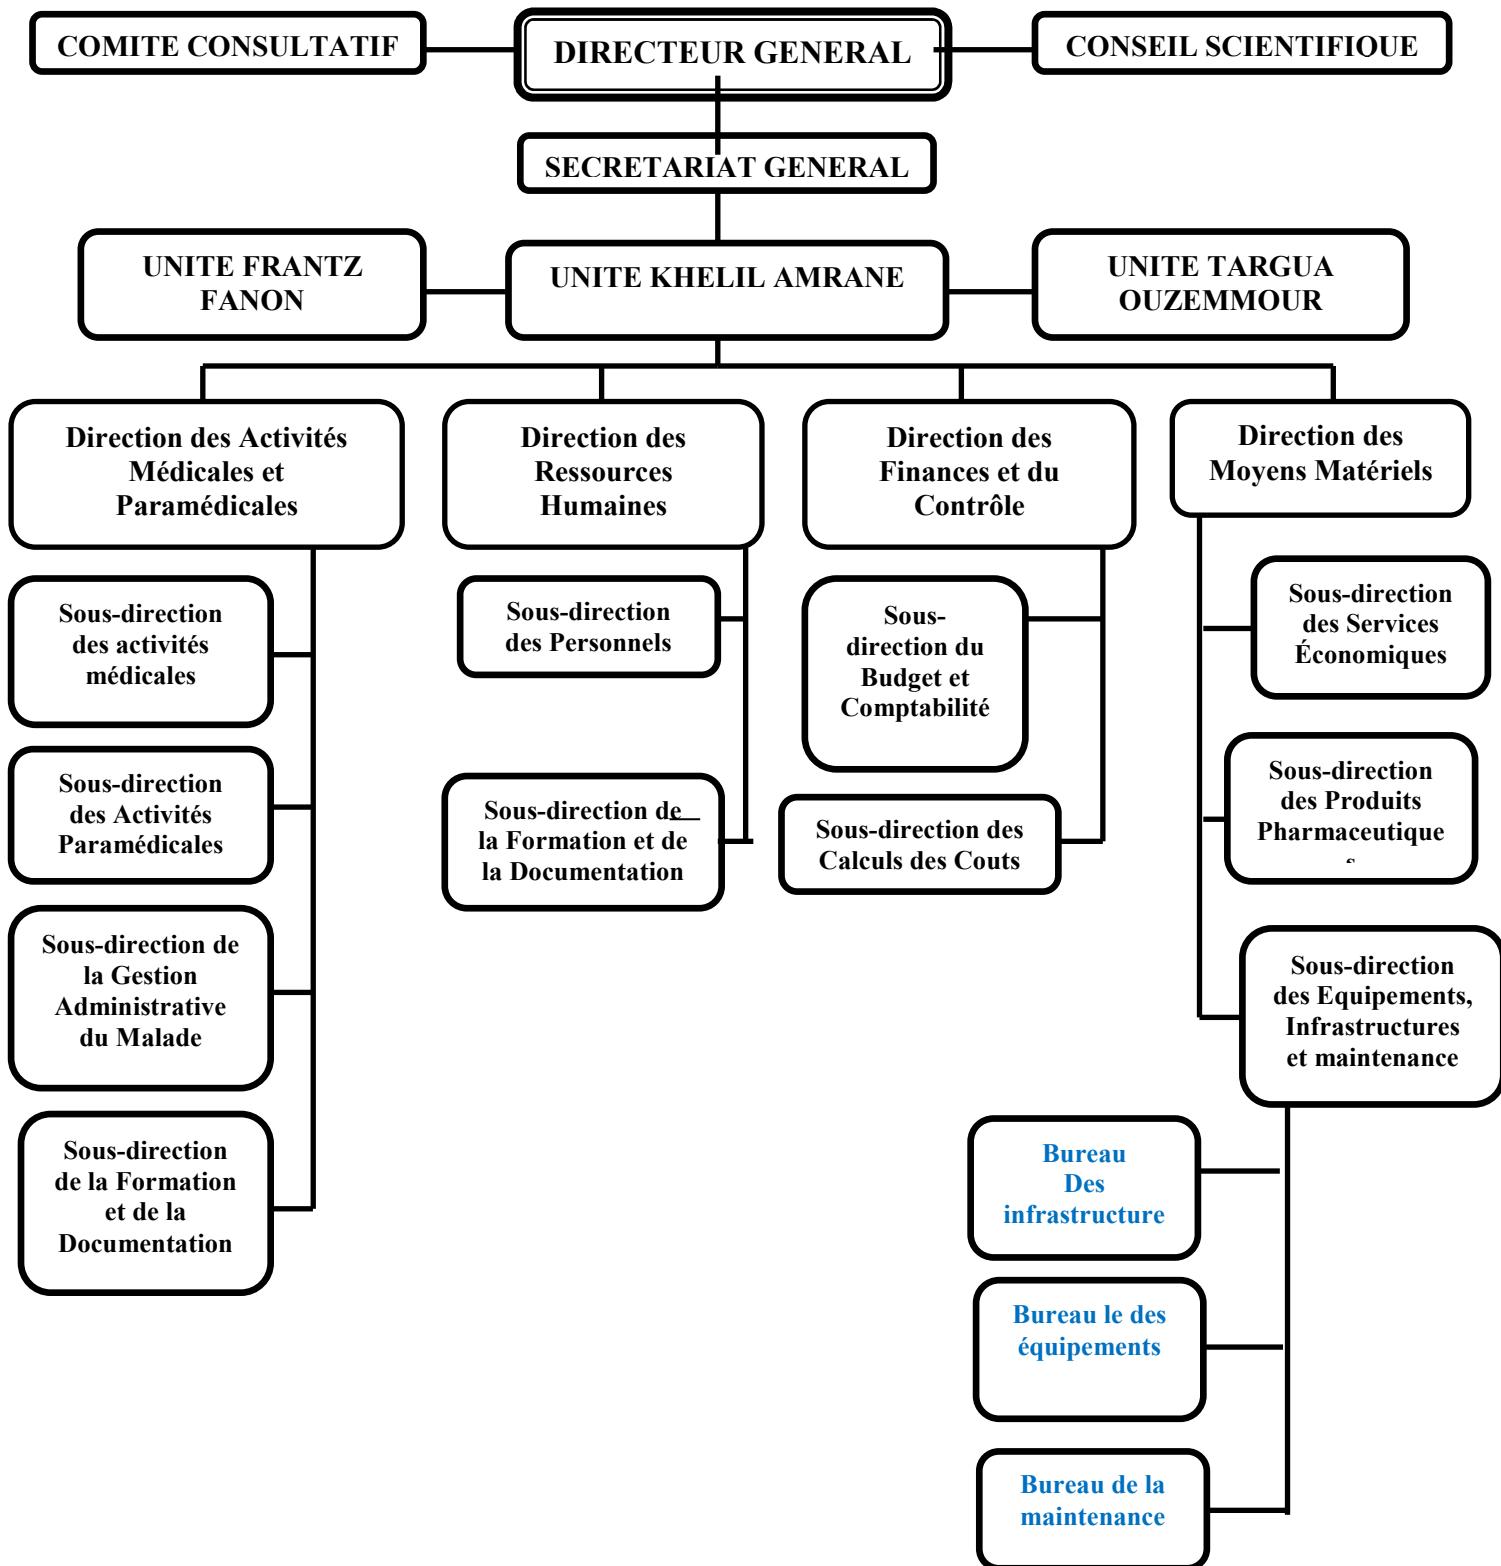 COMITE CONSULTATIF
DIRECTEUR GENERAL
CONSEIL SCIENTIFIQUE
SECRETARIAT GENERAL
UNITE FRANTZ
FANON
UNITE KHELIL AMRANE
UNITE TARGUA
OUZEMMOUR
Direction des Activités
Médicales et
Paramédicales
Direction des
Ressources
Humaines
Direction des
Finances et du
Contrôle
Direction des
Moyens Matériels
Sous-direction
des activités
médicales
Sous-direction
des Activités
Paramédicales
Sous-direction de
la Gestion
Administrative
du Malade
Sous-direction
de la Formation
et de la
Documentation
Sous-direction
des Personnels
Sous-direction de
la Formation et de
la Documentation
Sous-
direction du
Budget et
Comptabilité
Sous-direction des
Calculs des Couts
Sous-direction
des Services
Économiques
Sous-direction
des Produits
Pharmaceutique
s
Sous-direction
des Equipements,
Infrastructures
et maintenance
Bureau
Des
infrastructure
Bureau le des
équipements
Bureau de la
maintenance